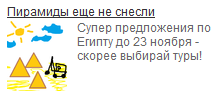 Пирамиды еще не снесли
Супер предложения по
Египту до 23 ноября -
скорее выбирай туры!